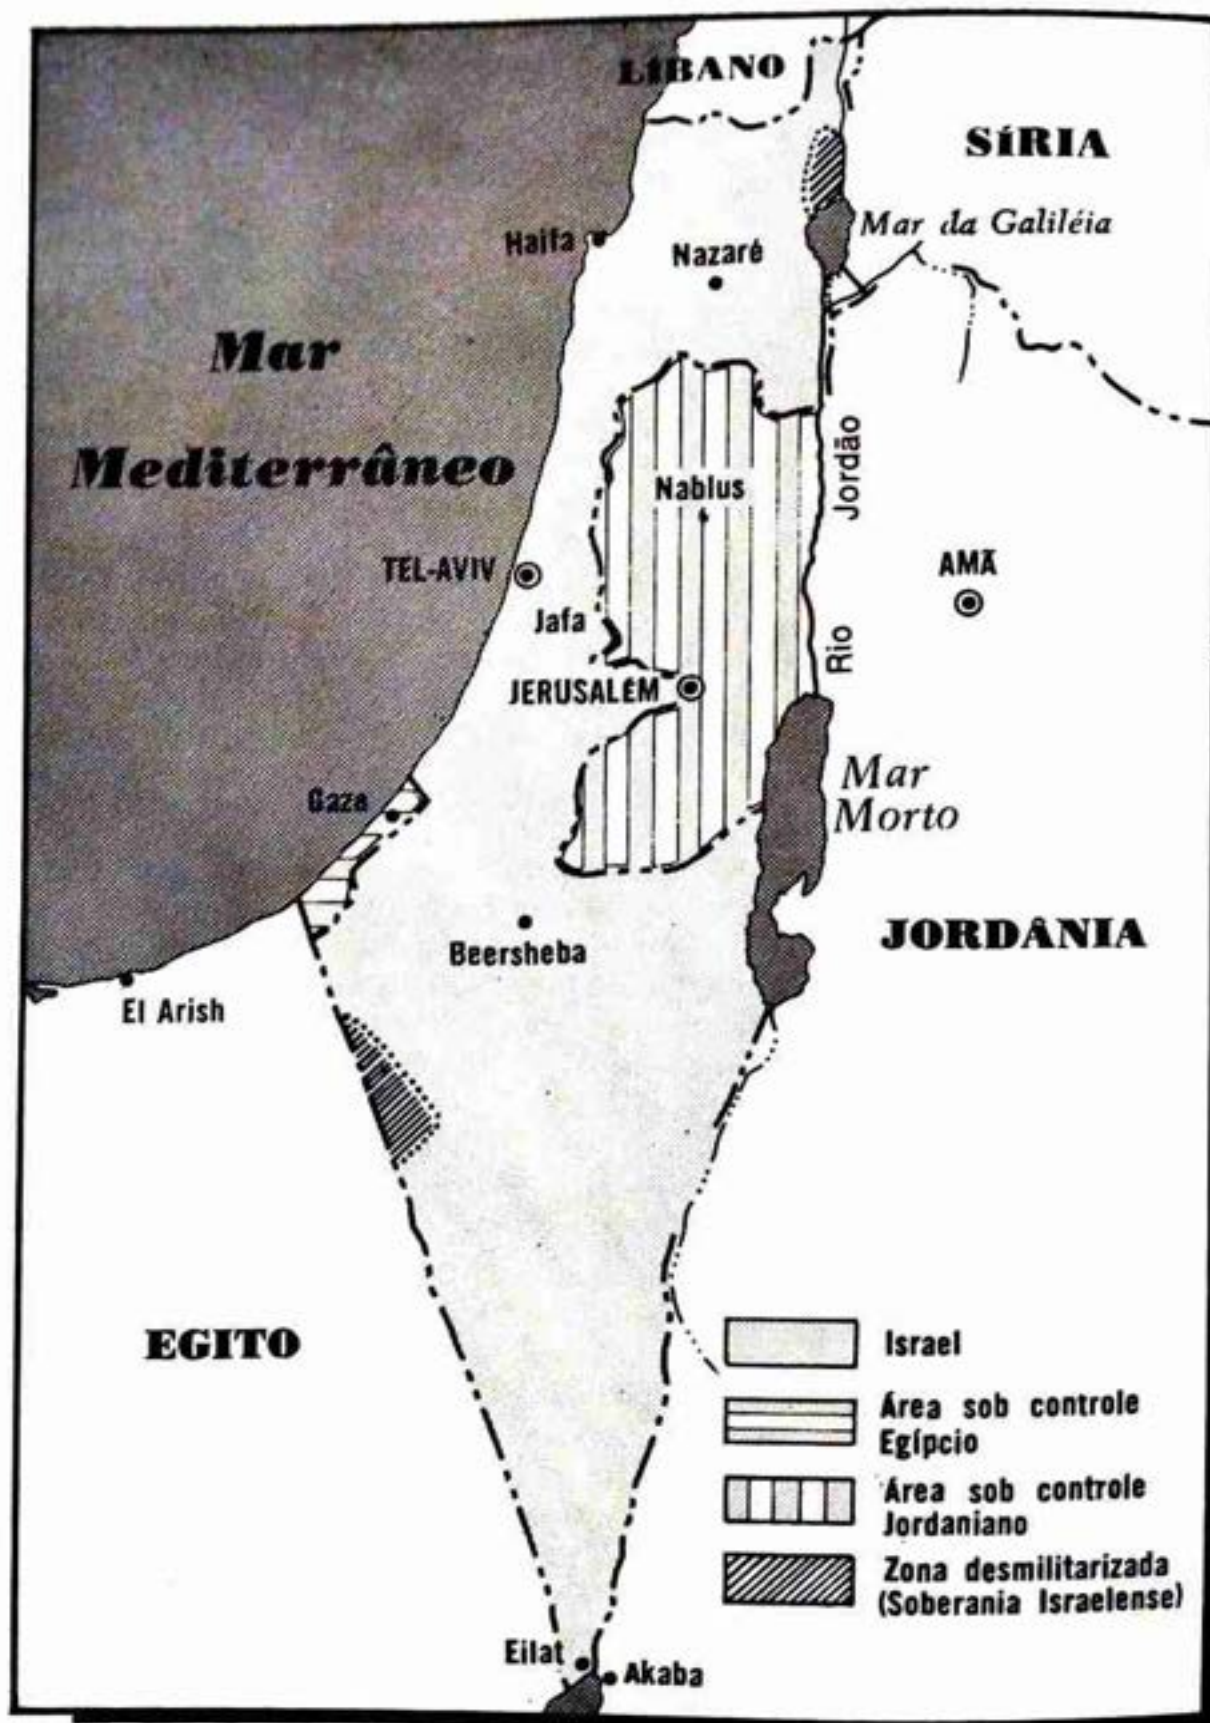 LÍBANO
SÍRIA
Mar da Galiléia
Haifa
Nazaré
Mar
Mediterrâneo
Nablus
Rio Jordão
TEL-AVIV
AMÃ
Jafa
JERUSALÉM
Mar
Morto
Gaza
JORDÂNIA
Beersheba
El Arish
EGITO
Israel
Área sob controle
Egípcio
Área sob controle
Jordaniano
Zona desmilitarizada
(Soberania Israelense)
Eilat
Akaba